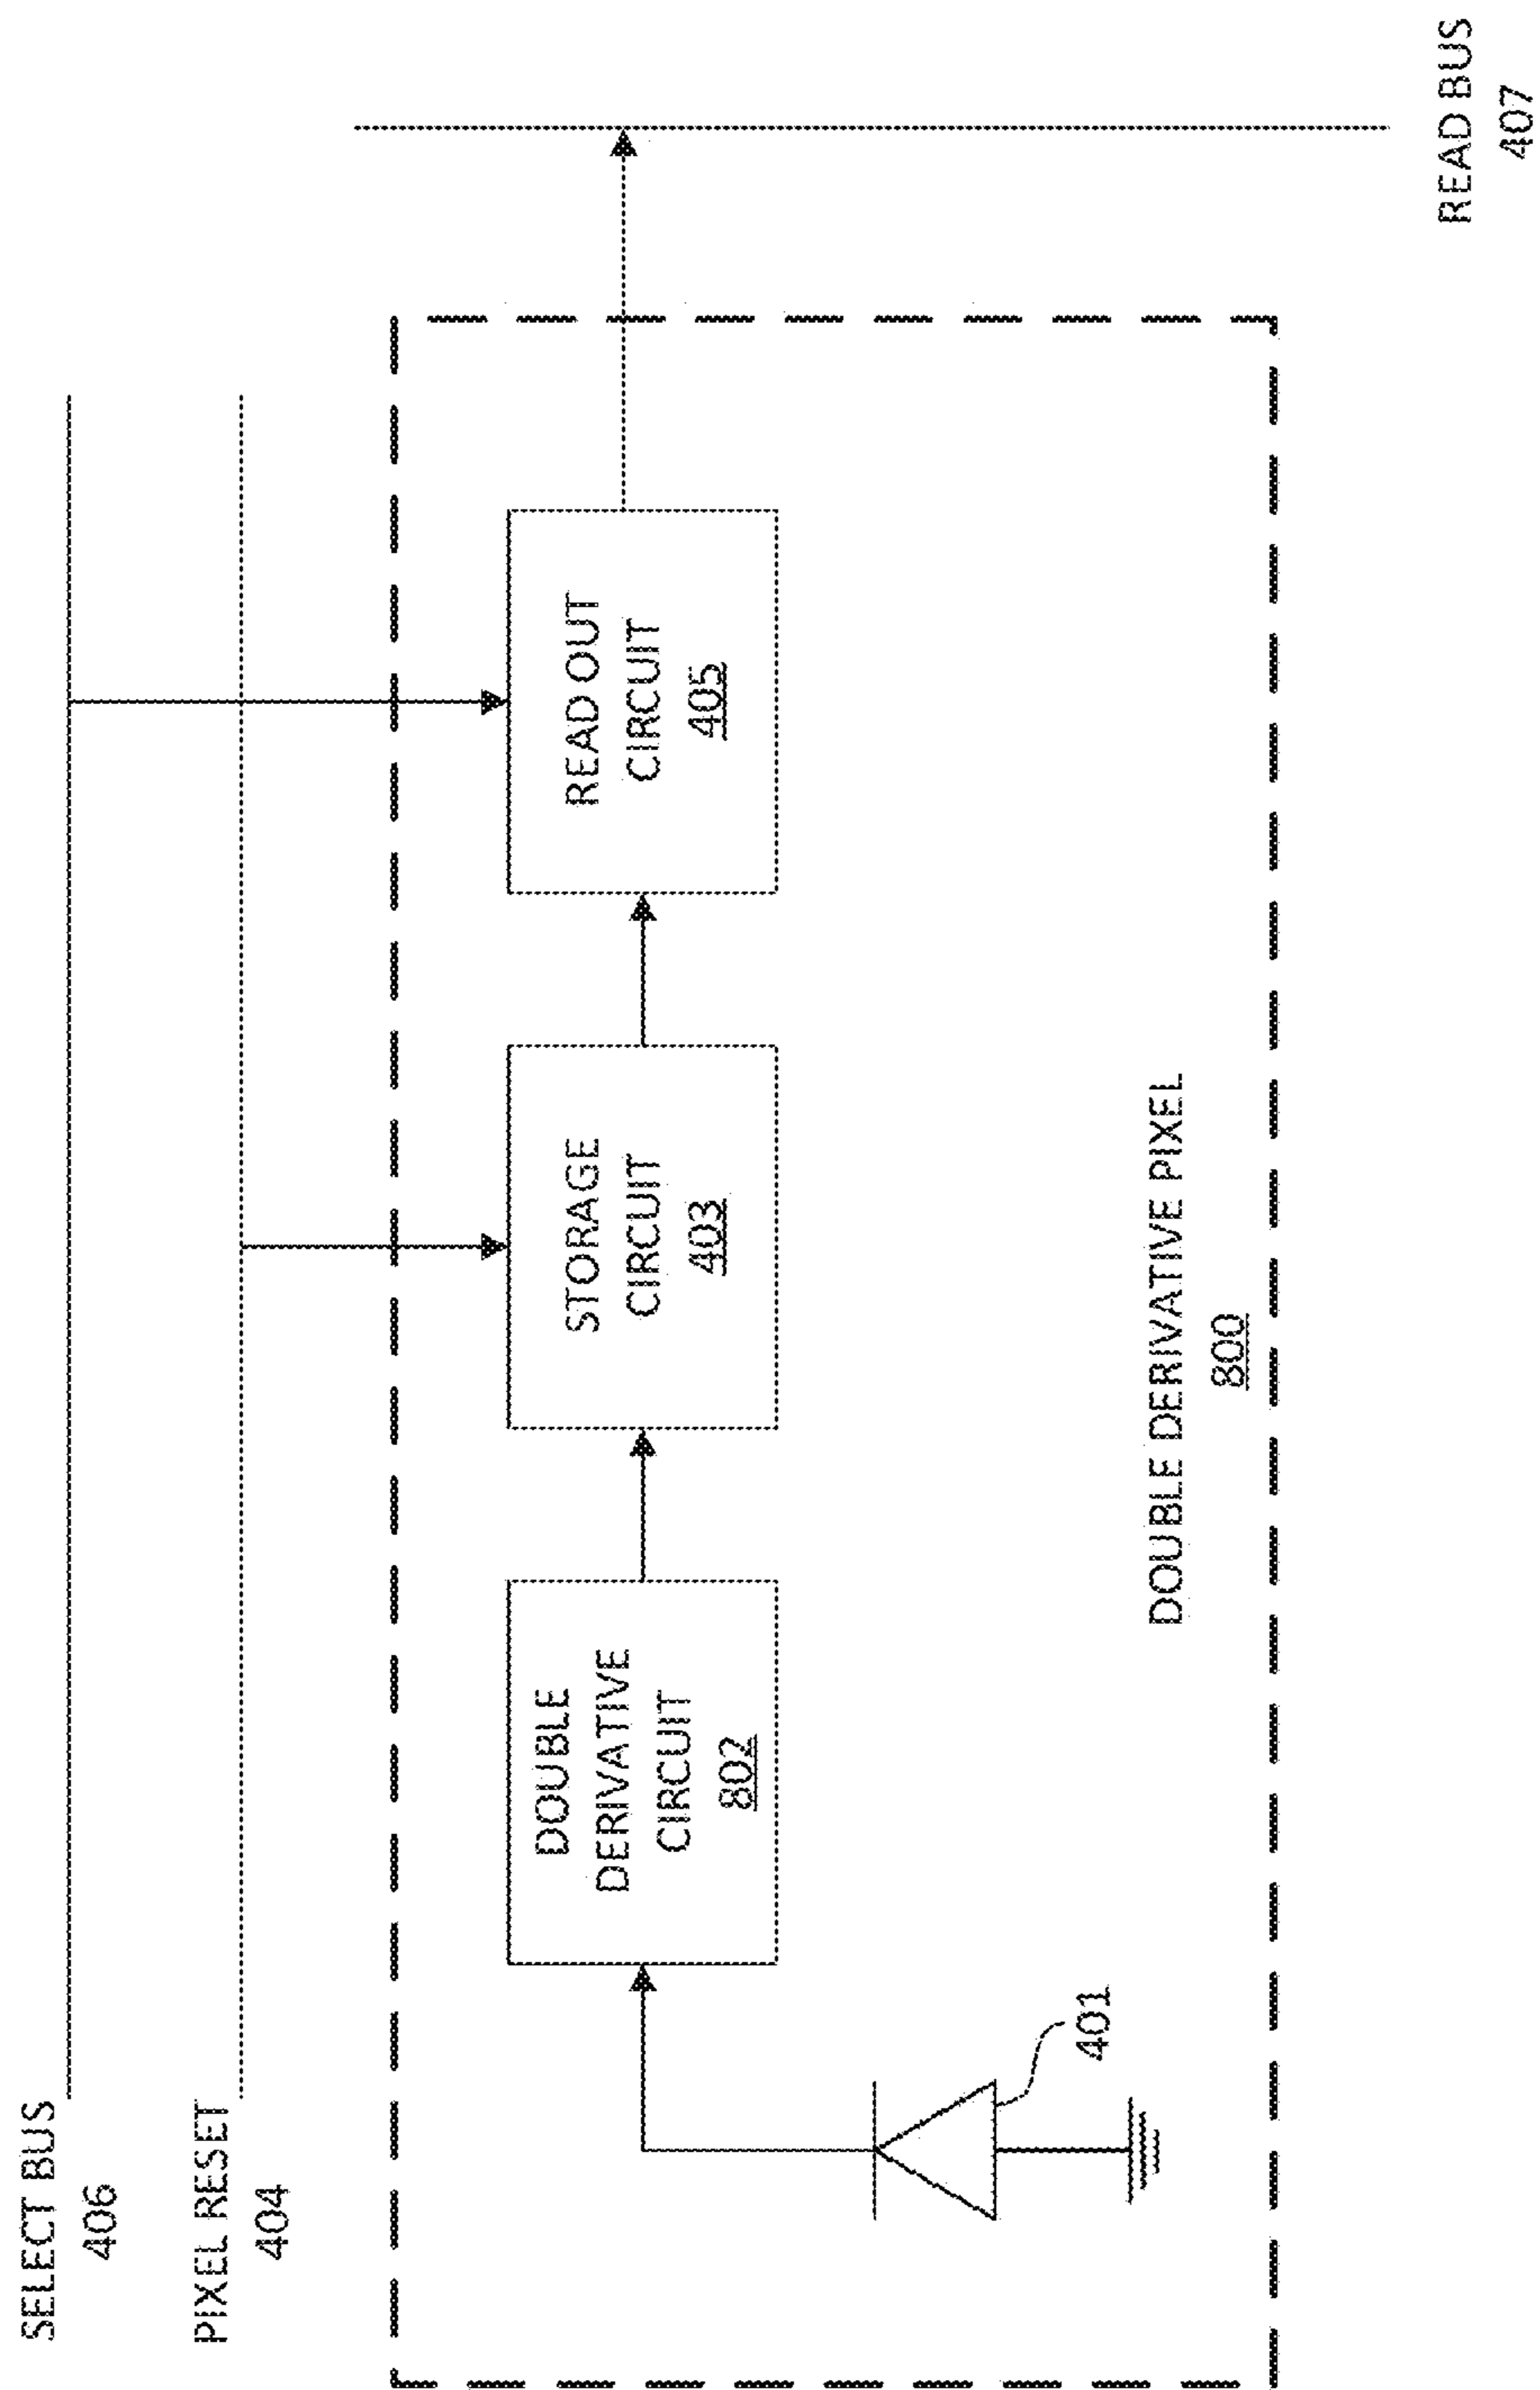 SELECT BUS
406
PIXEL RESET
404
DOUBLE
DERIVATIVE
CIRCUIT
802
STORAGE
CIRCUIT
403
READ OUT
CIRCUIT
405
401
DOUBLE DERIVATIVE PIXEL
800
READ BUS
407